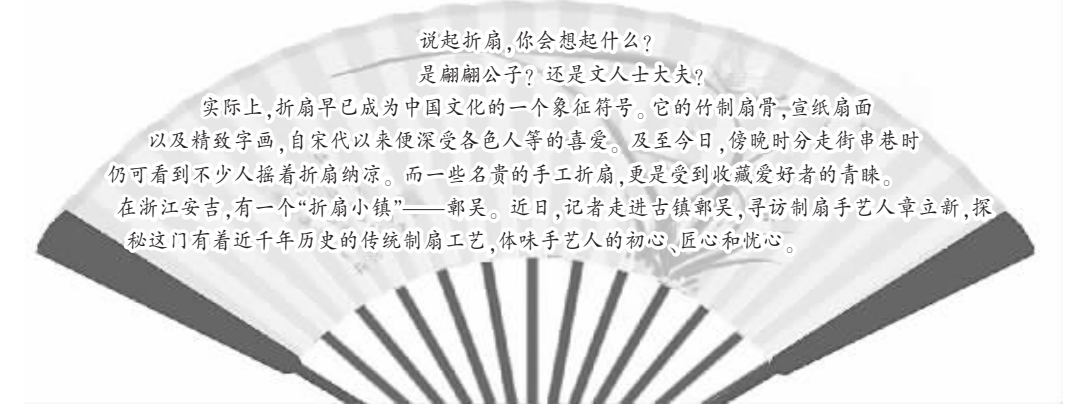 说起折扇,你会想起什么?
是翩翩公子?还是文人士大夫?
实际上,折扇早已成为中国文化的一个象征符号。它的竹制扇骨,宣纸扇面
以及精致字画,自宋代以来便深受各色人等的喜爱。及至今日,傍晚时分走街串巷时
仍可看到不少人摇着折扇纳凉。而一些名贵的手工折扇,更是受到收藏爱好者的青睐。
在浙江安吉,有一个“折扇小镇”——鄣吴。近日,记者走进古镇鄣吴,寻访制扇手艺人章立新,探
秘这门有着近千年历史的传统制扇工艺,体味手艺人的初心、匠心和忧心。